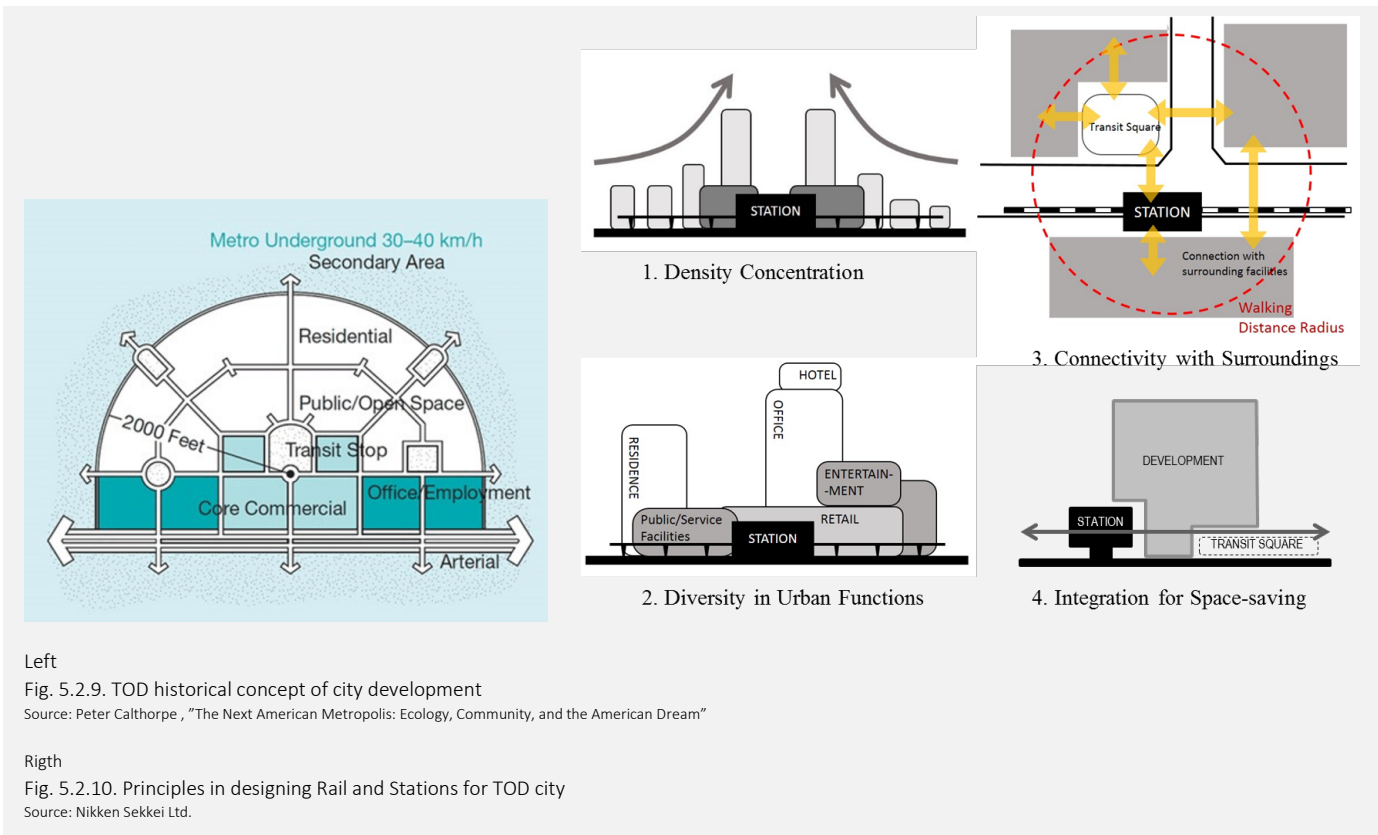 Metro Underground 30–40 km/h
Secondary Area
Residential
Public/Open Space
2000 Feet
Transit Stop
Office/Employment
Core Commercial
Arterial
STATION
1. Density Concentration
HOTEL
OFFICE
RESIDENCE
ENTERTAIN-
-MENT
Public/Service
Facilities
RETAIL
STATION
2. Diversity in Urban Functions
Transit Square
STATION
Connection with
surrounding facilities
Walking
Distance Radius
3. Connectivity with Surroundings
DEVELOPMENT
STATION
TRANSIT SQUARE
4. Integration for Space-saving
Left
Fig. 5.2.9. TOD historical concept of city development
Source: Peter Calthorpe , ”The Next American Metropolis: Ecology, Community, and the American Dream”
Rigth
Fig. 5.2.10. Principles in designing Rail and Stations for TOD city
Source: Nikken Sekkei Ltd.